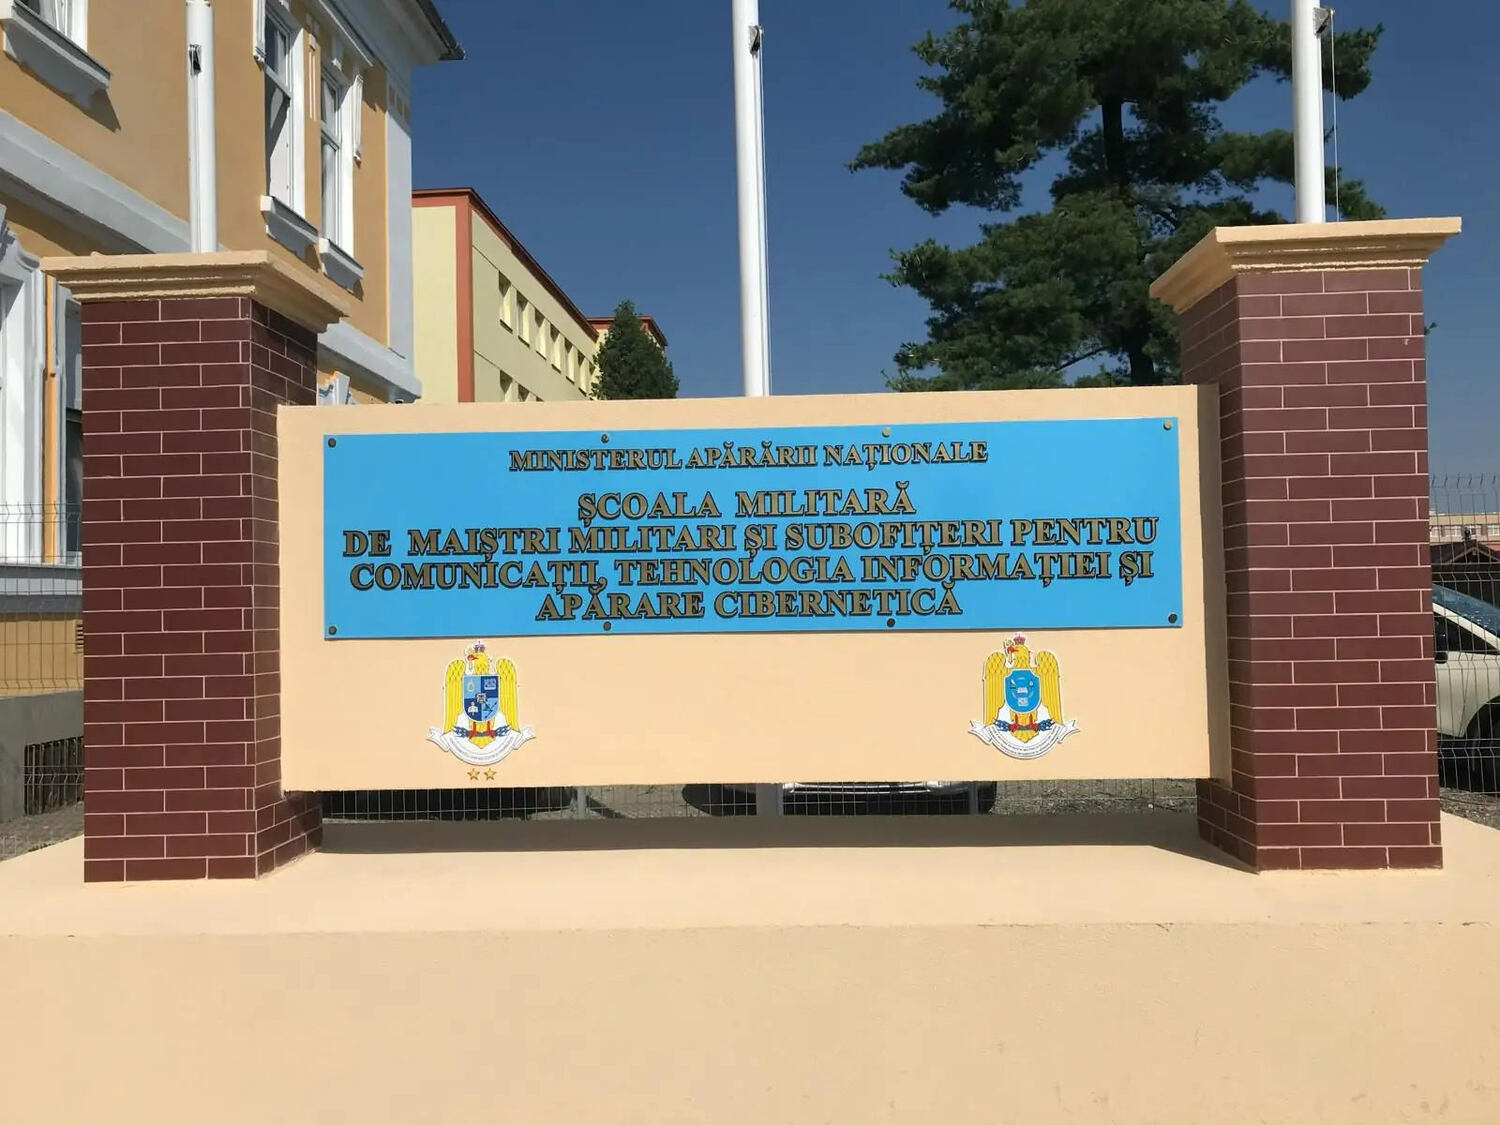 MINISTERUL APĂRĂRII NAȚIONALE
ȘCOALA MILITARĂ
DE MAIȘTRI MILITARI ȘI SUBOFIȚERI PENTRU
COMUNICAȚII, TEHNOLOGIA INFORMAȚIEI ȘI
APĂRARE CIBERNETICĂ